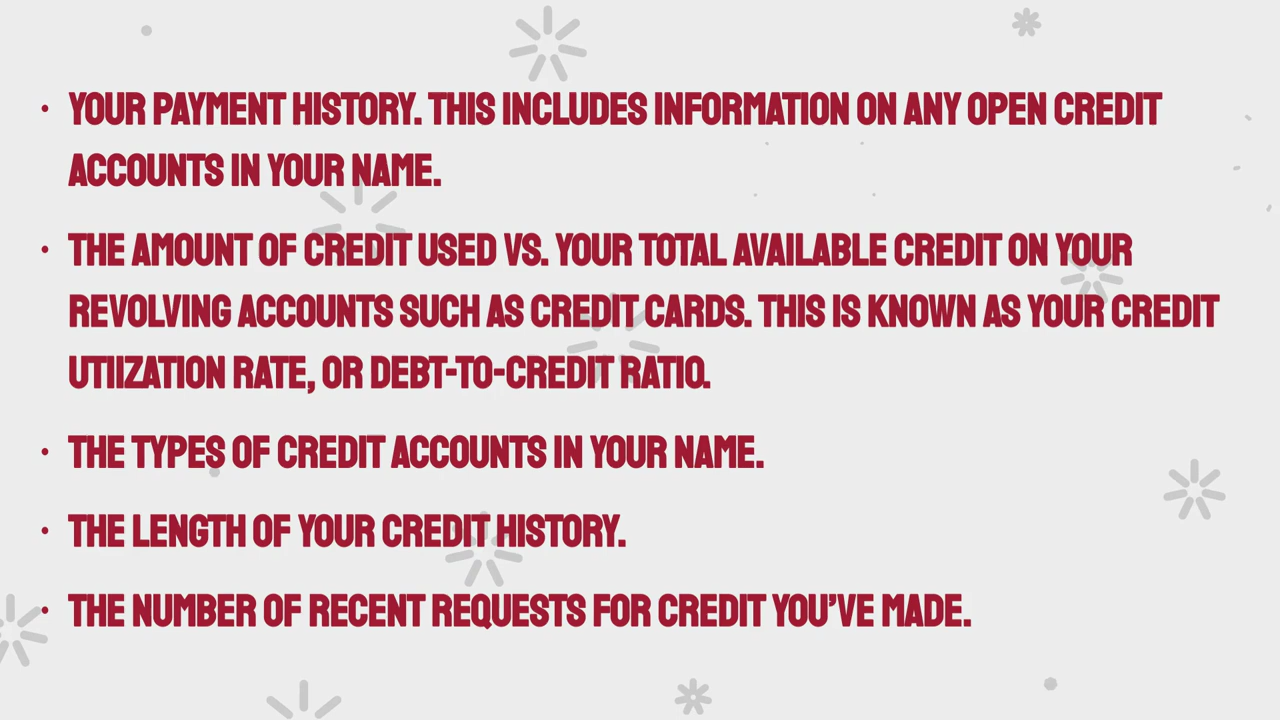 • YOUR PAYMENT HISTORY. THIS INCLUDES INFORMATION ON ANY OPEN CREDIT
ACCOUNTS IN YOUR NAME.
• THE AMOUNT OF CREDIT USED VS. YOUR TOTAL AVAILABLE CREDIT ON YOUR
REVOLVING ACCOUNTS SUCH AS CREDIT CARDS. THIS IS KNOWN AS YOUR CREDIT
UTIIZATION RATE, OR DEBT-TO-CREDIT RATIO.
• THE TYPES OF CREDIT ACCOUNTS IN YOUR NAME.
• THE LENGTH OF YOUR CREDIT HISTORY.
• THE NUMBER OF RECENT REQUESTS FOR CREDIT YOU’VE MADE.